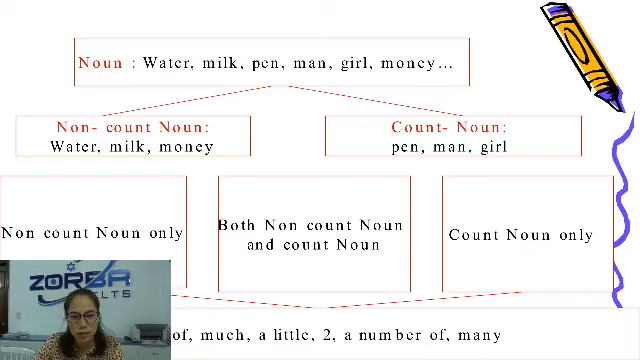 Noun : Water, milk, pen, man, girl, money...
Non- count Noun:
Water, milk, money
Count- Noun:
pen, man, girl
Non count Noun only
Both Non count Noun
and count Noun
Count Noun only
ZORBA
IELTS
of, much, a little, 2, a number of, many